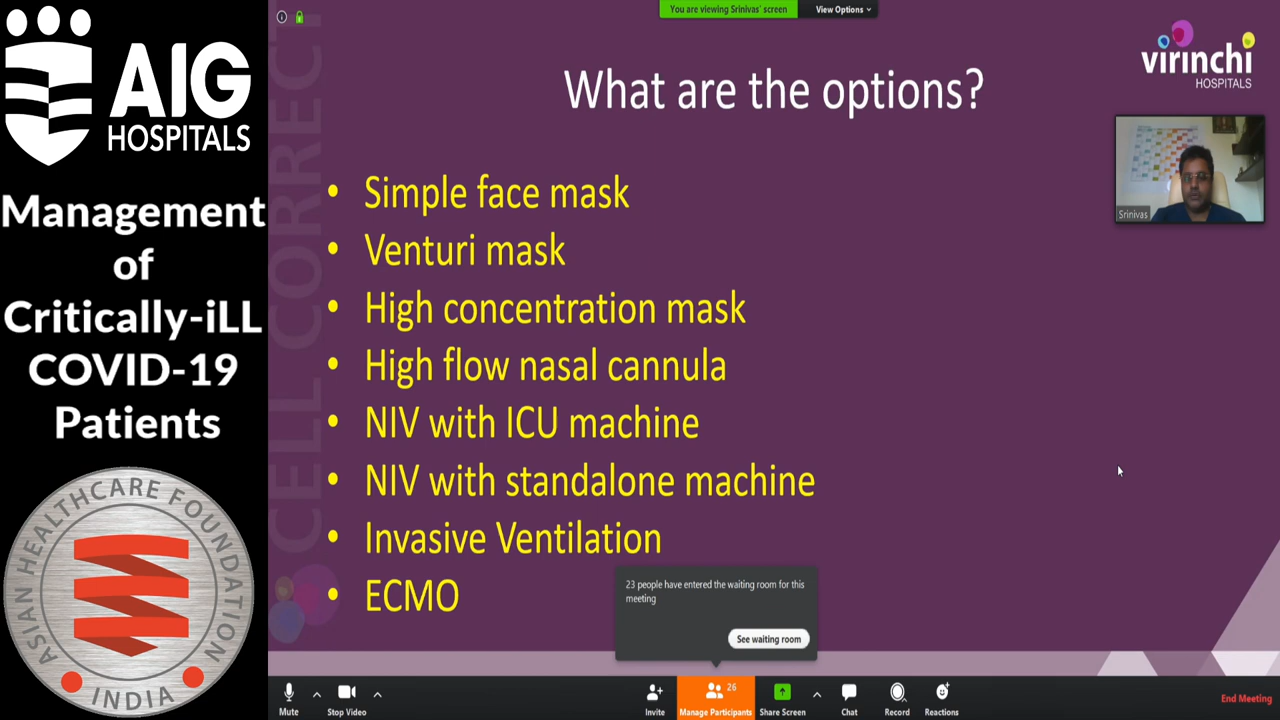 AIG
HOSPITALS
Management
of
Critically-iLL
COVID-19
Patients
ASIAN HEALTHCARE FOUNDATION
INDIA
You are viewing Srinivas' screen
View Options
virinchi
HOSPITALS
CELL CORRECT
What are the options?
Srinivas
• Simple face mask
• Venturi mask
• High concentration mask
• High flow nasal cannula
• NIV with ICU machine
• NIV with standalone machine
• Invasive Ventilation
• ECMO
23 people have entered the waiting room for this
meeting
See waiting room
Mute
Stop Video
Invite
26
Manage Participants
Share Screen
Chat
Record
Reactions
End Meeting